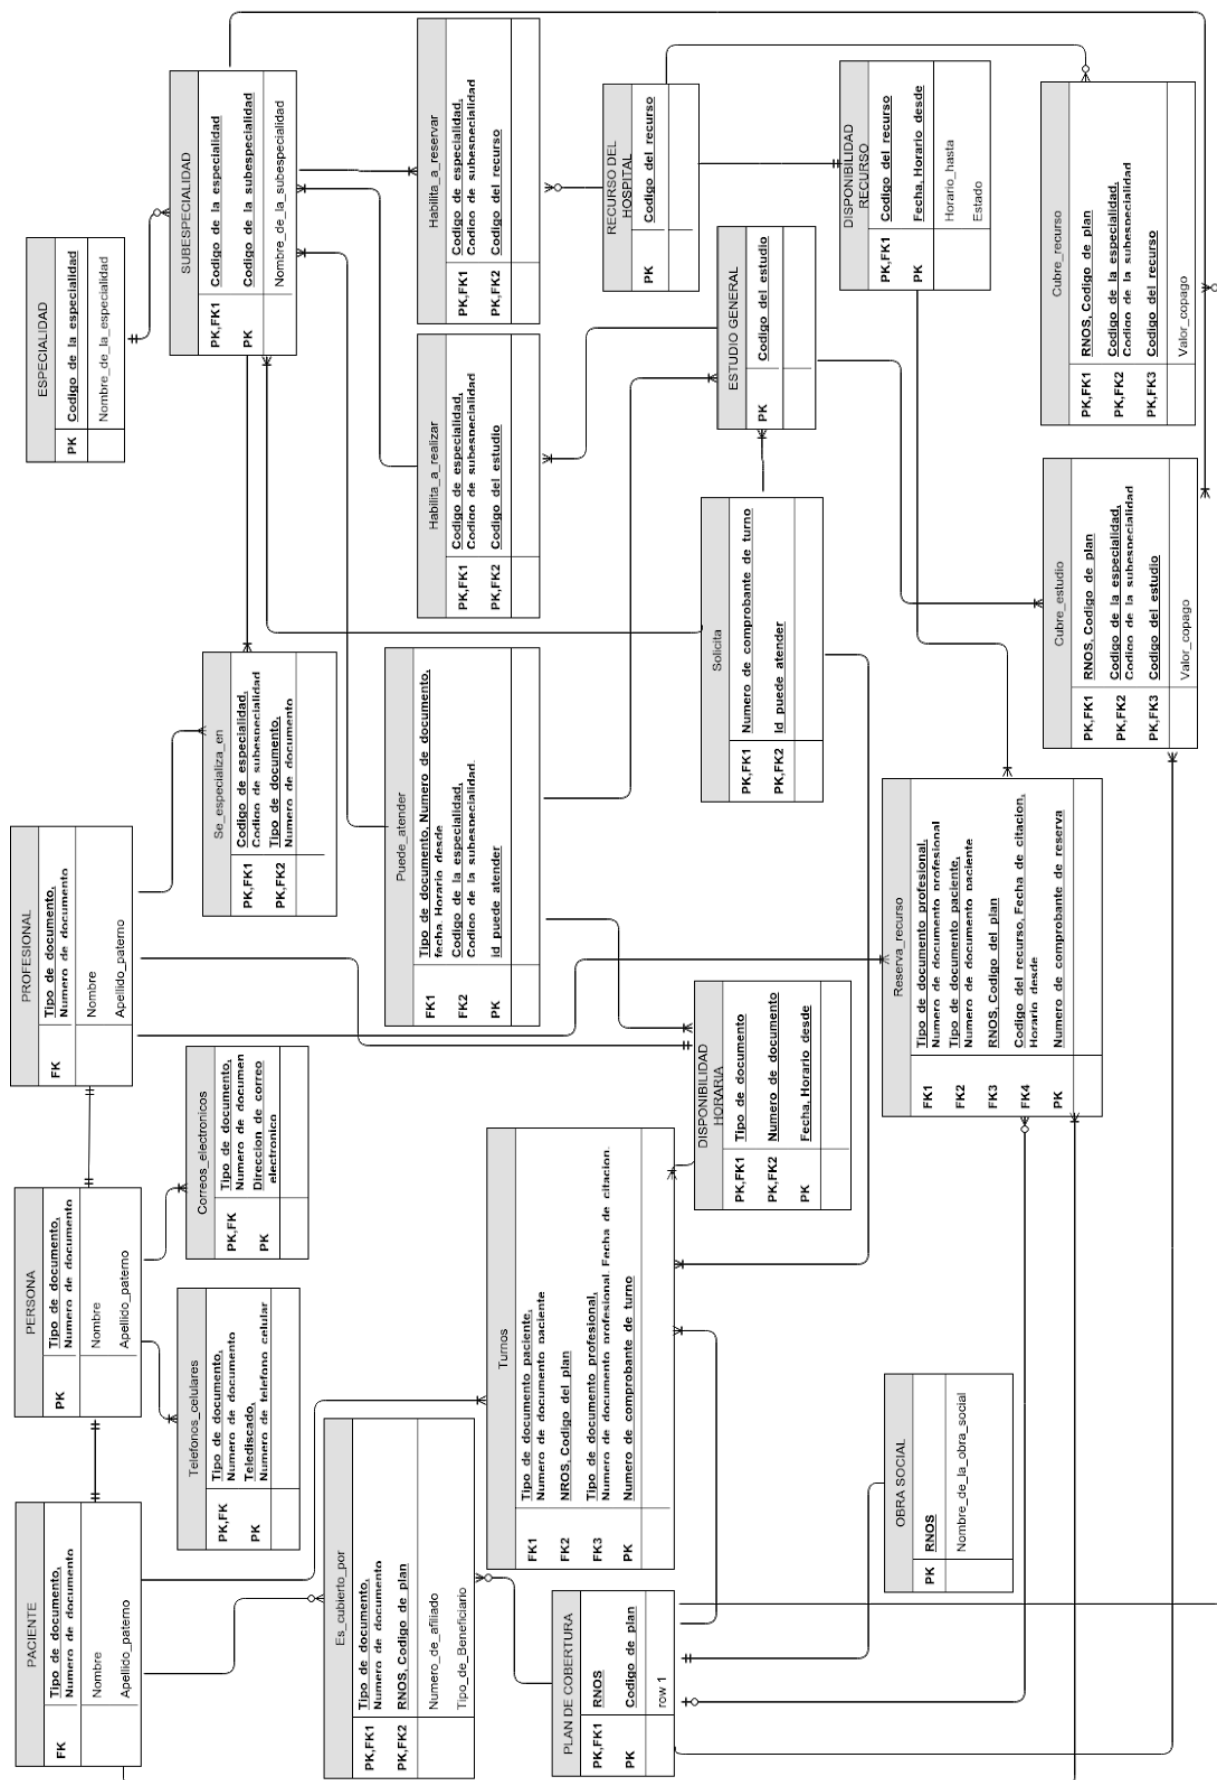 PACIENTE
FK
Tipo de documento,
Numero de documento
Nombre
Apellido_paterno
PERSONA
PK
Tipo de documento,
Numero de documento
Nombre
Apellido_paterno
PROFESIONAL
FK
Tipo de documento,
Numero de documento
Nombre
Apellido_paterno
ESPECIALIDAD
PK Codigo de la especialidad
Nombre_de_la_especialidad
Telefonos_celulares
PK,FK
Tipo de documento,
Numero de documento
PK
Telediscado,
Numero de telefono celular
Correos_electronicos
PK,FK
Tipo de documento,
Numero de documen
PK
Direccion de correo
electronico
Se_especializa_en
PK,FK1
Codigo de especialidad,
Codigo de subespecialidad
PK,FK2
Tipo de documento,
Numero de documento
SUBESPECIALIDAD
PK,FK1 Codigo de la especialidad
PK Codigo de la subespecialidad
Nombre_de_la_subespecialidad
Es_cubierto_por
PK,FK1
Tipo de documento,
Numero de documento
PK,FK2 RNOS, Codigo de plan
Numero_de_afiliado
Tipo_de_Beneficiario
Turnos
FK1
Tipo de documento paciente,
Numero de documento paciente
FK2 NROS, Codigo del plan
FK3
Tipo de documento profesional,
Numero de documento profesional, Fecha de citacion,
PK Numero de comprobante de turno
Puede_atender
FK1
Tipo de documento, Numero de documento,
fecha, Horario desde
FK2
Codigo de la especialidad,
Codigo de la subespecialidad,
PK id_puede_atender
Habilita_a_realizar
PK,FK1
Codigo de especialidad,
Codigo de subespecialidad
PK,FK2 Codigo del estudio
Habilita_a_reservar
PK,FK1
Codigo de especialidad,
Codigo de subespecialidad
PK,FK2 Codigo del recurso
PLAN DE COBERTURA
PK,FK1 RNOS
PK Codigo de plan
row 1
DISPONIBILIDAD
HORARIA
PK,FK1 Tipo de documento
PK,FK2 Numero de documento
PK Fecha, Horario desde
Solicita
PK,FK1 Numero de comprobante de turno
PK,FK2 Id_puede_atender
ESTUDIO GENERAL
PK Codigo del estudio
RECURSO DEL
HOSPITAL
PK Codigo del recurso
OBRA SOCIAL
PK RNOS
Nombre_de_la_obra_social
Reserva_recurso
FK1
Tipo de documento profesional,
Numero de documento profesional
FK2
Tipo de documento paciente,
Numero de documento paciente
FK3 RNOS, Codigo del plan
FK4
Codigo del recurso, Fecha de citacion,
Horario desde
PK Numero de comprobante de reserva
DISPONIBILIDAD
RECURSO
PK,FK1 Codigo del recurso
PK Fecha, Horario desde
Horario_hasta
Estado
Cubre_estudio
PK,FK1 RNOS, Codigo de plan
PK,FK2
Codigo de la especialidad,
Codigo de la subespecialidad
PK,FK3 Codigo del estudio
Valor_copago
Cubre_recurso
PK,FK1 RNOS, Codigo de plan
PK,FK2
Codigo de la especialidad,
Codigo de la subespecialidad
PK,FK3 Codigo del recurso
Valor_copago